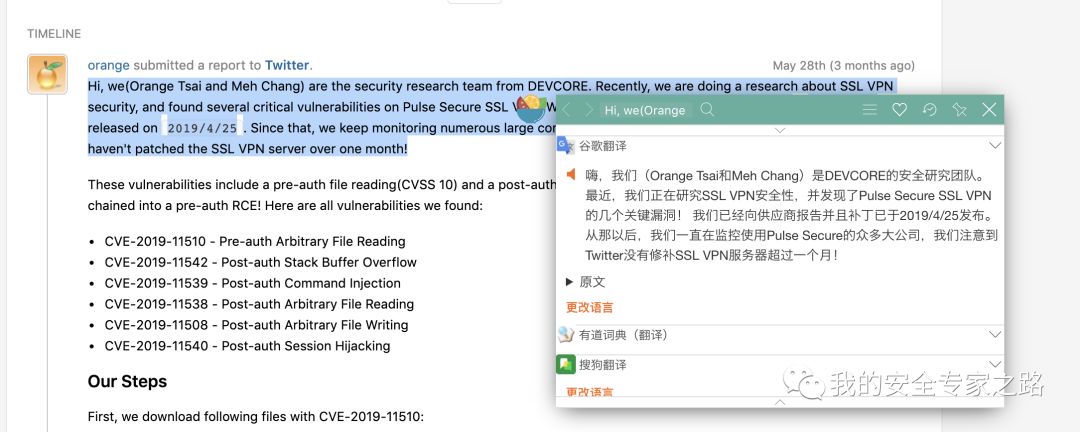 TIMELINE
orange submitted a report to Twitter.
May 28th (3 months ago)
Hi, we(Orange Tsai and Meh Chang) are the security research team from DEVCORE. Recently, we are doing a research about SSL VPN
security, and found several critical vulnerabilities on Pulse Secure SSL
released on 2019/4/25. Since that, we keep monitoring numerous large
haven't patched the SSL VPN server over one month!
These vulnerabilities include a pre-auth file reading(CVSS 10) and a post-auth
chained into a pre-auth RCE! Here are all vulnerabilities we found:
• CVE-2019-11510 - Pre-auth Arbitrary File Reading
• CVE-2019-11542 - Post-auth Stack Buffer Overflow
• CVE-2019-11539 - Post-auth Command Injection
• CVE-2019-11538 - Post-auth Arbitrary File Reading
• CVE-2019-11508 - Post-auth Arbitrary File Writing
• CVE-2019-11540 - Post-auth Session Hijacking
Our Steps
First, we download following files with CVE-2019-11510:
Hi, we(Orange
谷歌翻译
嗨，我们（Orange Tsai和Meh Chang）是DEVCORE的安全研究团队。
最近，我们正在研究SSL VPN安全性，并发现了Pulse Secure SSL VPN
的几个关键漏洞！ 我们已经向供应商报告并且补丁已于2019/4/25发布。
从那以后，我们一直在监控使用Pulse Secure的众多大公司，我们注意到
Twitter没有修补SSL VPN服务器超过一个月！
▶ 原文
更改语言
有道词典（翻译）
搜狗翻译
更改语言
我的安全专家之路